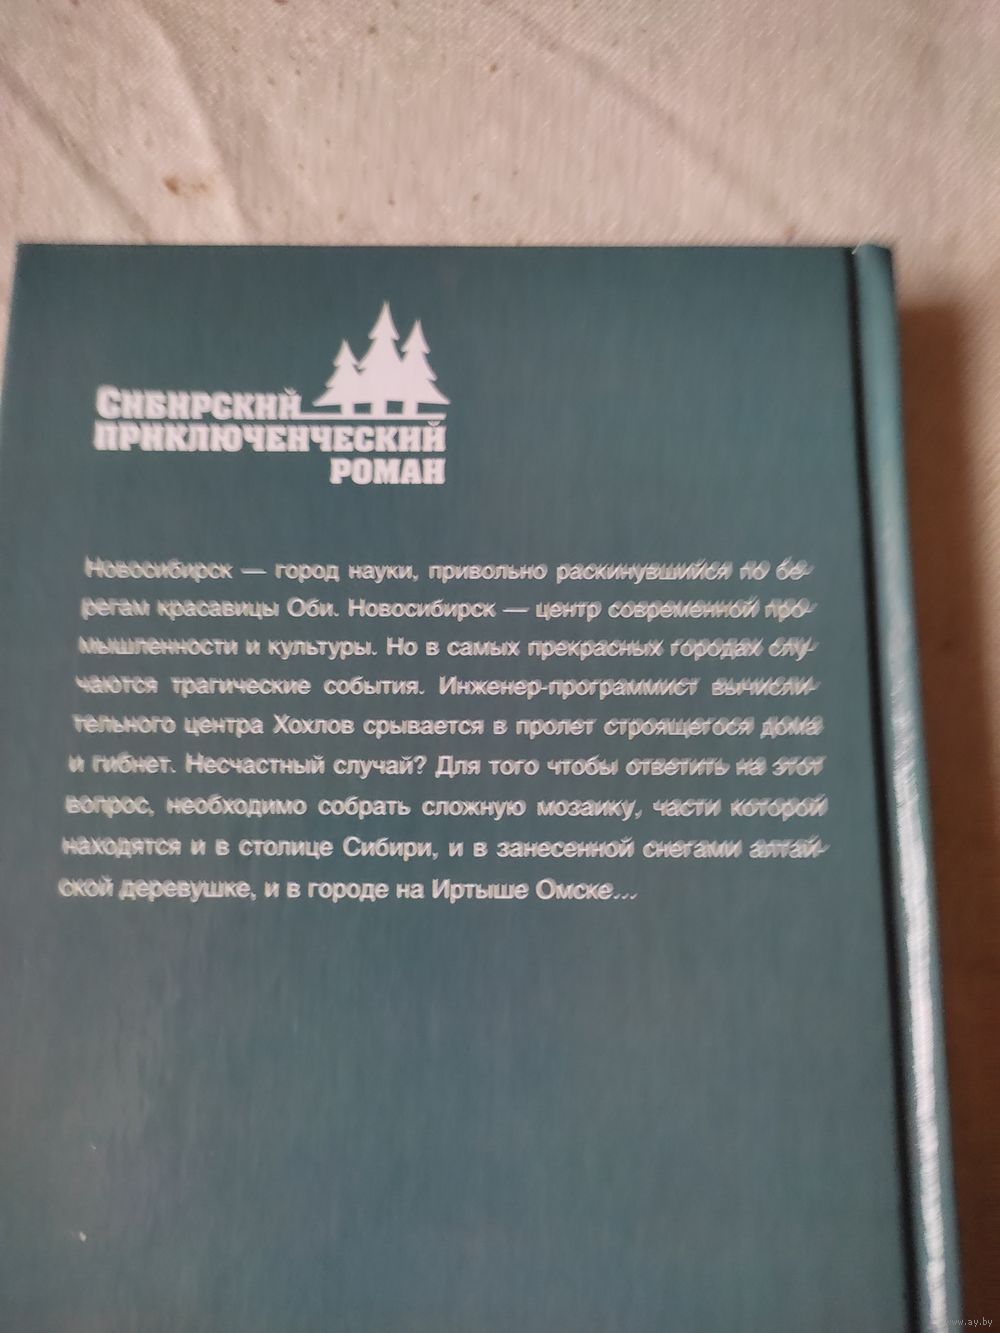 Сибирский
приключенческий
роман
Новосибирск — город науки, привольно раскинувшийся по бе-
регам красавицы Оби. Новосибирск — центр современной про-
мышленности и культуры. Но в самых прекрасных городах слу-
чаются трагические события. Инженер-программист вычисли-
тельного центра Хохлов срывается в пролет строящегося дома
и гибнет. Несчастный случай? Для того чтобы ответить на этот
вопрос, необходимо собрать сложную мозаику, части которой
находятся и в столице Сибири, и в занесенной снегами алтай-
ской деревушке, и в городе на Иртыше Омске...
www.ay.by